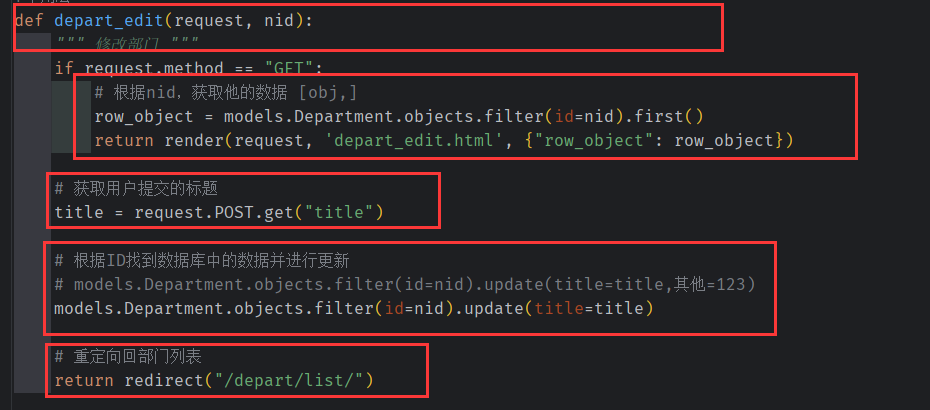 def depart_edit(request, nid):
""" 修改部门 """
if request.method == "GET":
# 根据nid，获取他的数据 [obj,]
row_object = models.Department.objects.filter(id=nid).first()
return render(request, 'depart_edit.html', {"row_object": row_object})
# 获取用户提交的标题
title = request.POST.get("title")
# 根据ID找到数据库中的数据并进行更新
# models.Department.objects.filter(id=nid).update(title=title,其他=123)
models.Department.objects.filter(id=nid).update(title=title)
# 重定向回部门列表
return redirect("/depart/list/")